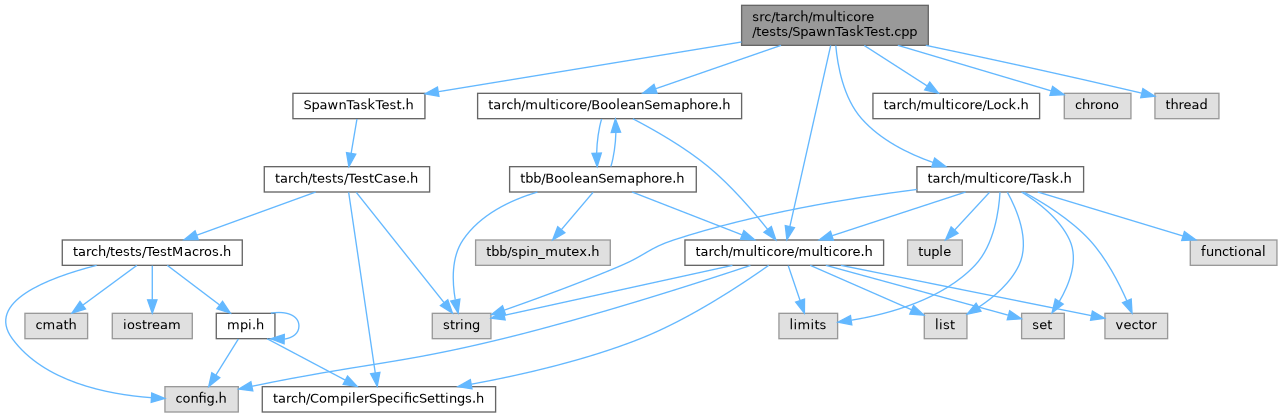 src/tarch/multicore
/tests/SpawnTaskTest.cpp
SpawnTaskTest.h
tarch/multicore/BooleanSemaphore.h
tarch/multicore/Lock.h
chrono
thread
tarch/tests/TestCase.h
tbb/BooleanSemaphore.h
tarch/multicore/Task.h
tarch/tests/TestMacros.h
tbb/spin_mutex.h
tarch/multicore/multicore.h
tuple
functional
cmath
iostream
mpi.h
string
limits
list
set
vector
config.h
tarch/CompilerSpecificSettings.h